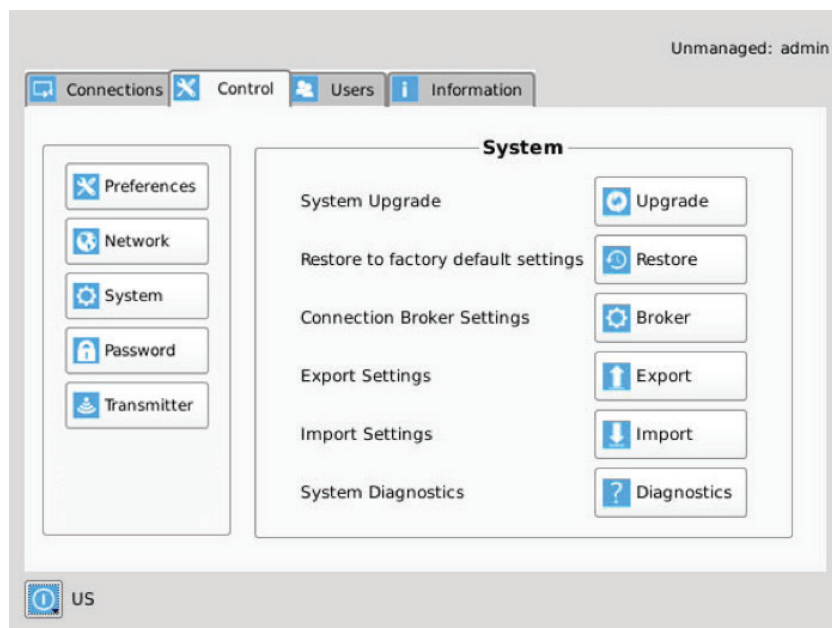 Unmanaged: admin
Connections Control Users Information
System
Preferences
Network
System
Password
Transmitter
System Upgrade Upgrade
Restore to factory default settings Restore
Connection Broker Settings Broker
Export Settings Export
Import Settings Import
System Diagnostics Diagnostics
US